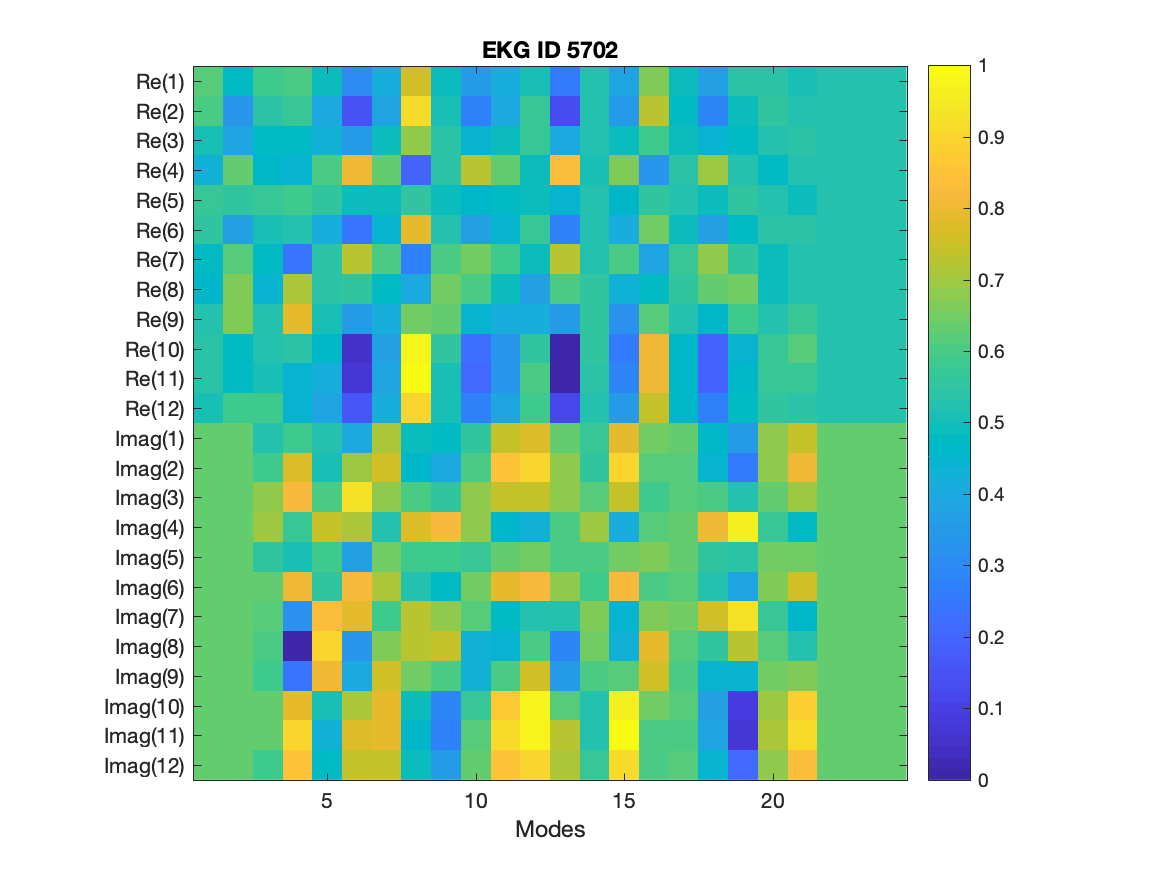 EKG ID 5702
Re(1)
Re(2)
Re(3)
Re(4)
Re(5)
Re(6)
Re(7)
Re(8)
Re(9)
Re(10)
Re(11)
Re(12)
Imag(1)
Imag(2)
Imag(3)
Imag(4)
Imag(5)
Imag(6)
Imag(7)
Imag(8)
Imag(9)
Imag(10)
Imag(11)
Imag(12)
5 10 15 20
Modes
1
0.9
0.8
0.7
0.6
0.5
0.4
0.3
0.2
0.1
0